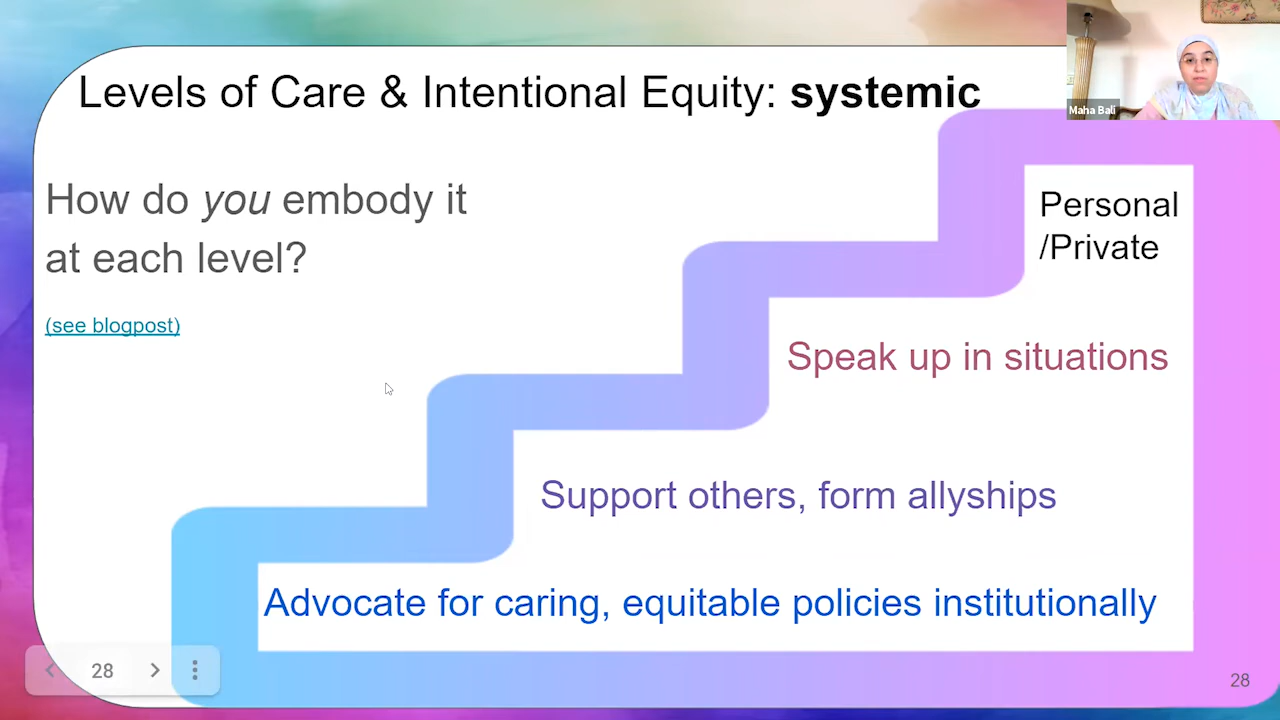 Levels of Care & Intentional Equity: systemic
Maha Bali
How do you embody it
at each level?
(see blogpost)
Personal
/Private
Speak up in situations
Support others, form allyships
Advocate for caring, equitable policies institutionally
28
28